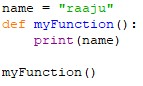 name = "raaju"
def myFunction():
    print(name)

myFunction()